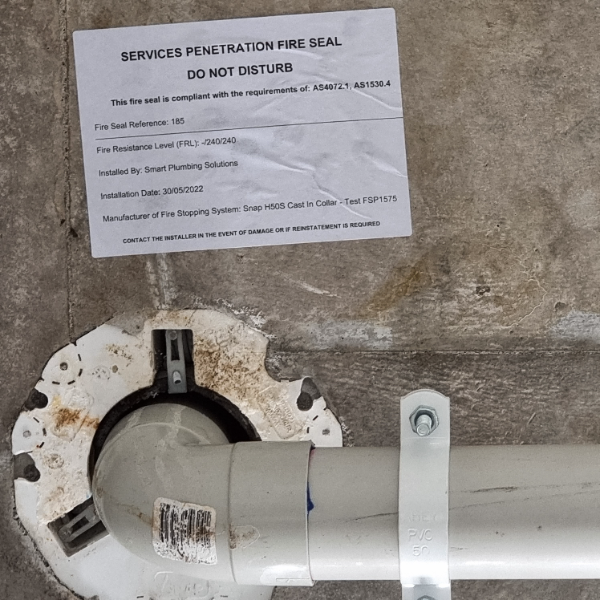 SERVICES PENETRATION FIRE SEAL
DO NOT DISTURB
This fire seal is compliant with the requirements of: AS4072.1, AS1530.4
Fire Seal Reference: 185
Fire Resistance Level (FRL): -/240/240
Installed By: Smart Plumbing Solutions
Installation Date: 30/05/2022
Manufacturer of Fire Stopping System: Snap H50S Cast In Collar - Test FSP1575
CONTACT THE INSTALLER IN THE EVENT OF DAMAGE OR IF REINSTATEMENT IS REQUIRED
PVC
50